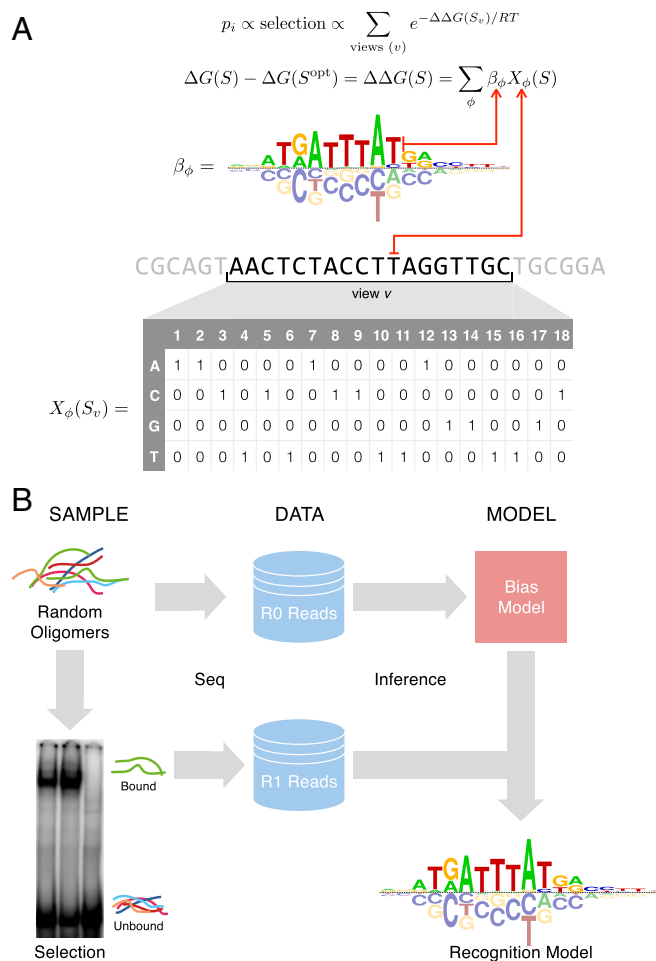 A
p_i ∝ selection ∝ ∑ e^{-ΔΔG(S_v)/RT}
views (v)
ΔG(S) − ΔG(S^opt) = ΔΔG(S) = ∑ β_ϕ X_ϕ(S)
ϕ
β_ϕ =
CGCAGTAACTCTACCTTAGGTTGCTGCGGA
view v
1 2 3 4 5 6 7 8 9 10 11 12 13 14 15 16 17 18
A 1 1 0 0 0 0 1 0 0 0 0 1 0 0 0 0 0 0
C 0 0 1 0 1 0 0 1 1 0 0 0 0 0 0 0 0 1
X_ϕ(S_v) =
G 0 0 0 0 0 0 0 0 0 0 0 0 1 1 0 0 1 0
T 0 0 0 1 0 1 0 0 0 1 1 0 0 0 1 1 0 0
B
SAMPLE DATA MODEL
Random
Oligomers
R0 Reads
Bias
Model
Seq Inference
Bound
R1 Reads
Unbound
Selection
Recognition Model